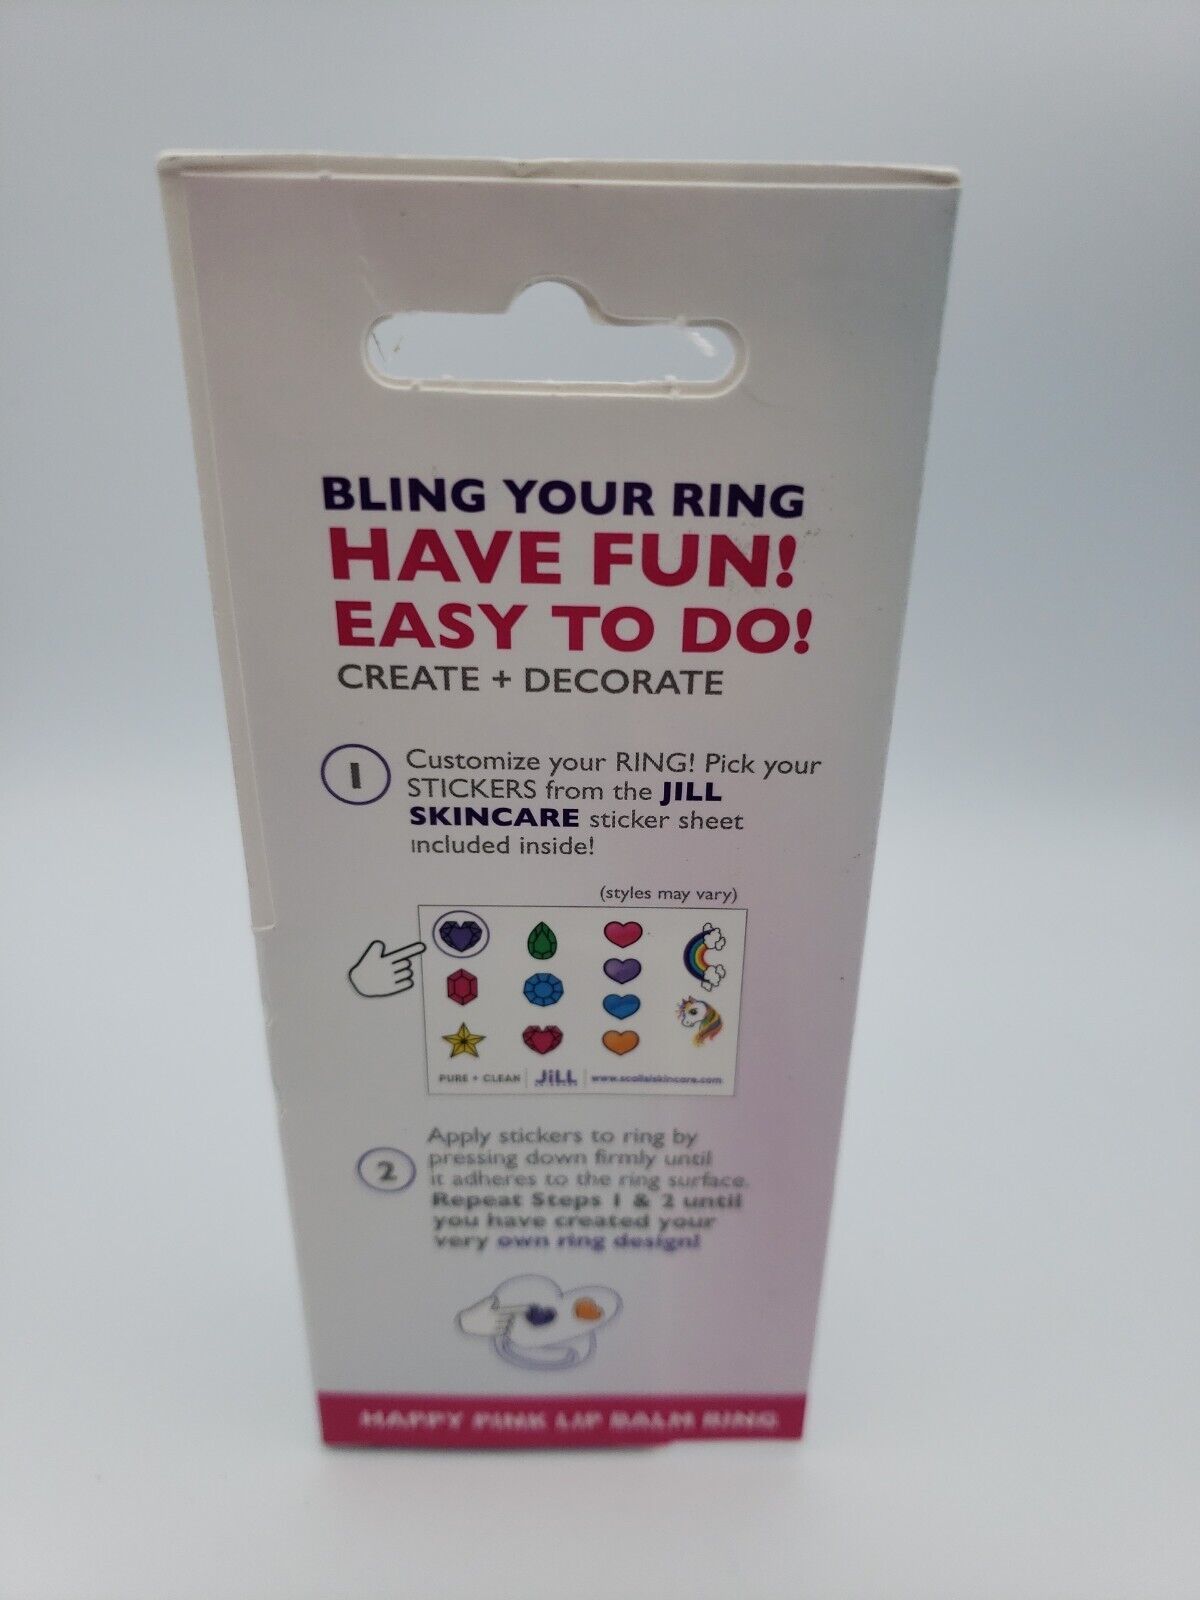 BLING YOUR RING
HAVE FUN!
EASY TO DO!
CREATE + DECORATE
1
Customize your RING! Pick your
STICKERS from the JILL
SKINCARE sticker sheet
included inside!
(styles may vary)
PURE + CLEAN JiLL
2
Apply stickers to ring by
pressing down firmly until
it adheres to the ring surface.
Repeat Steps 1 & 2 until
you have created your
very own ring design!
HAPPY PINK LIP BALM RING